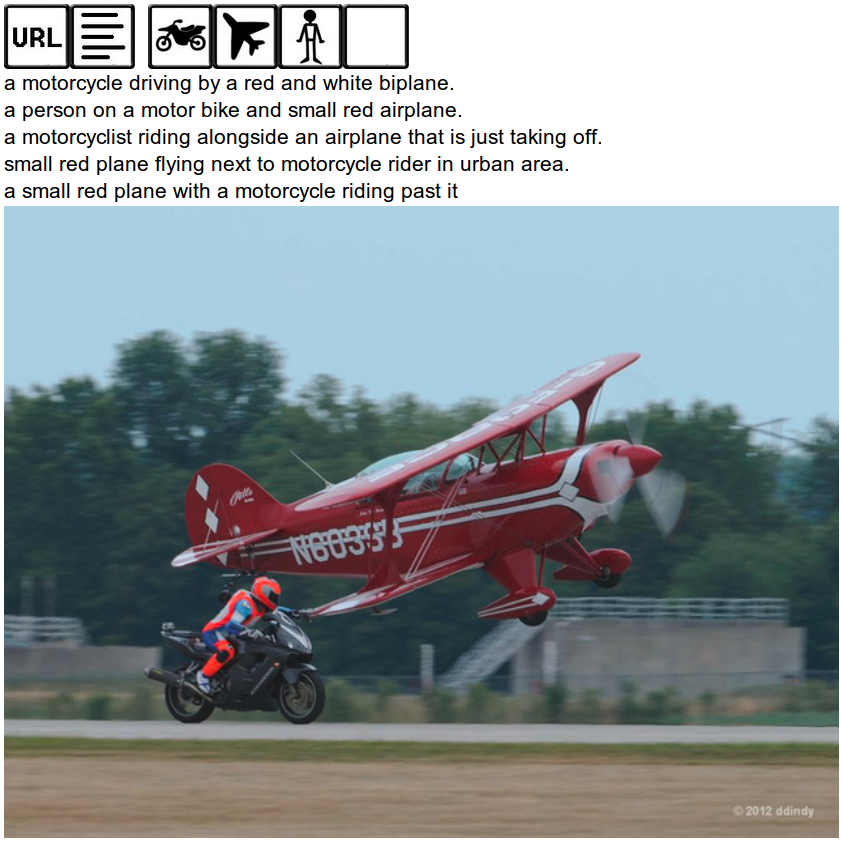 URL
a motorcycle driving by a red and white biplane.
a person on a motor bike and small red airplane.
a motorcyclist riding alongside an airplane that is just taking off.
small red plane flying next to motorcycle rider in urban area.
a small red plane with a motorcycle riding past it
© 2012 ddindy